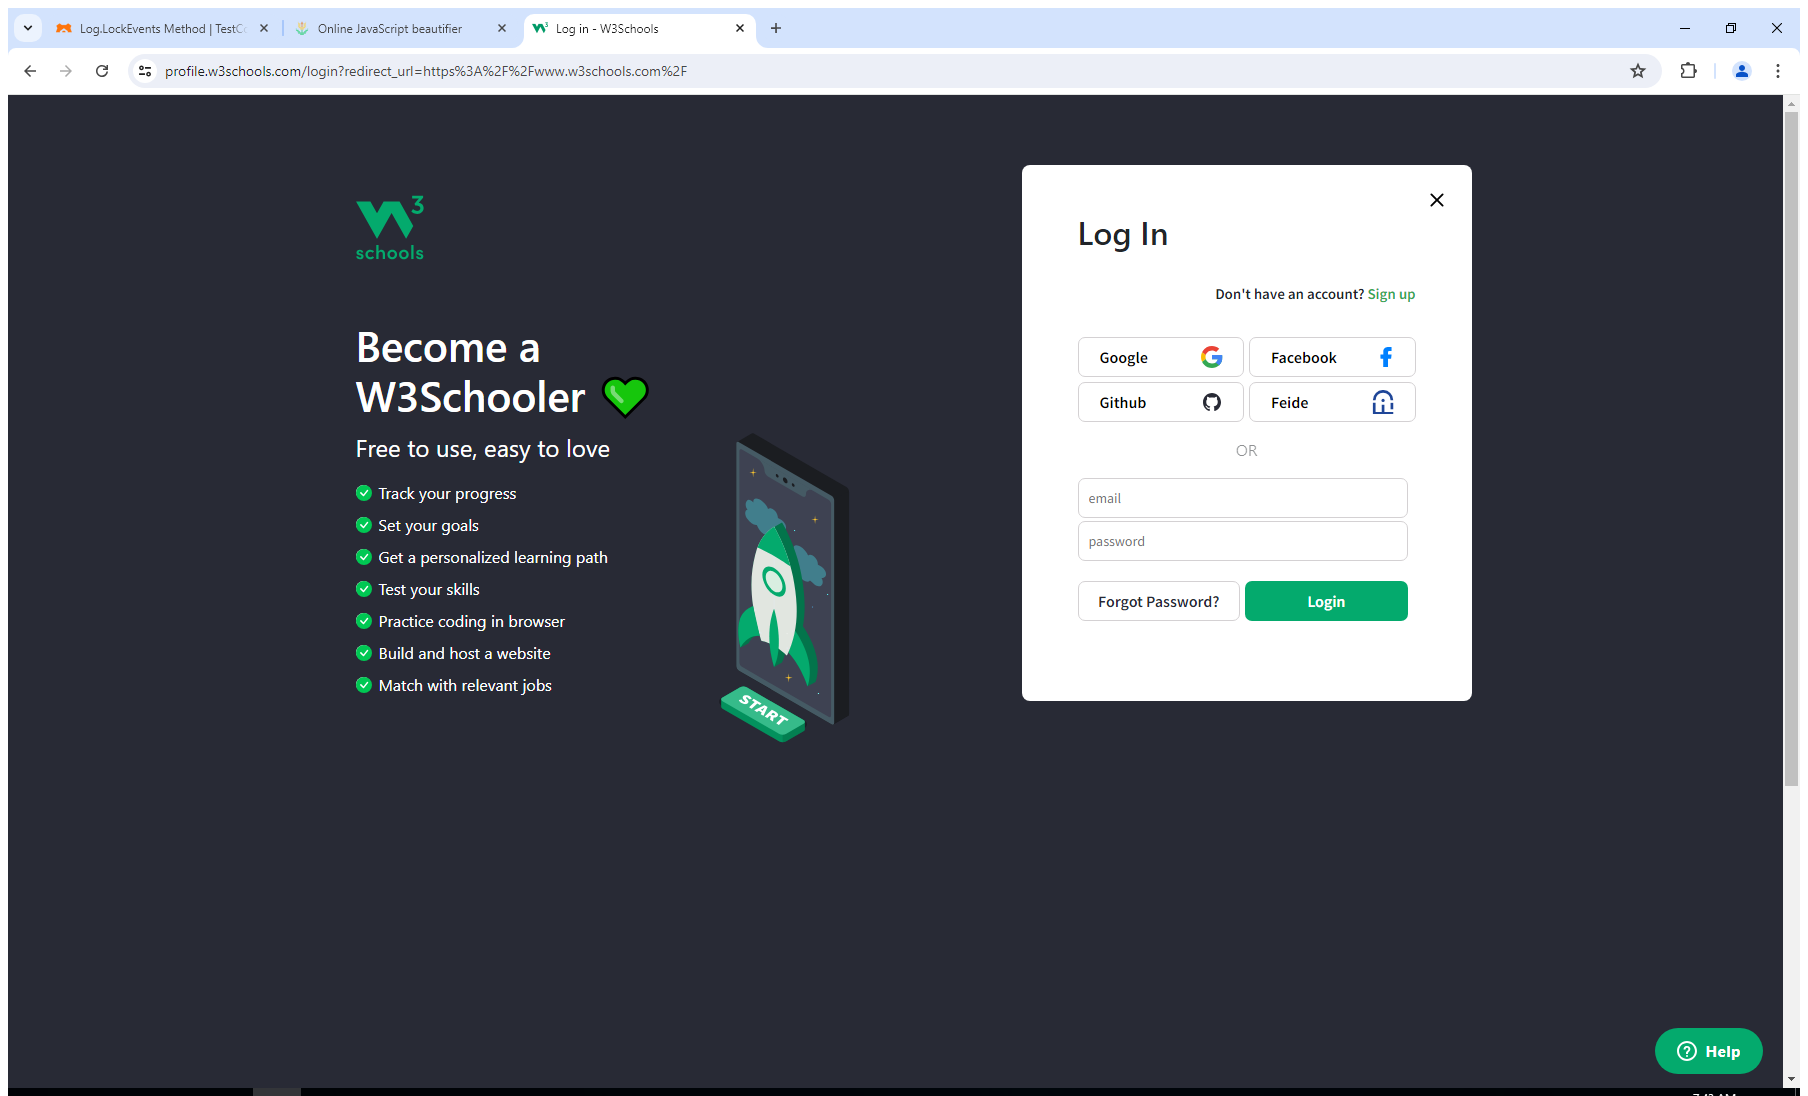 Log.LockEvents Method | TestCo
Online JavaScript beautifier
Log in - W3Schools
profile.w3schools.com/login?redirect_url=https%3A%2F%2Fwww.w3schools.com%2F
3
schools
Become a
W3Schooler
Free to use, easy to love
Track your progress
Set your goals
Get a personalized learning path
Test your skills
Practice coding in browser
Build and host a website
Match with relevant jobs
START
Log In
Don't have an account? Sign up
Google
Facebook
Github
Feide
OR
email
password
Forgot Password?
Login
Help